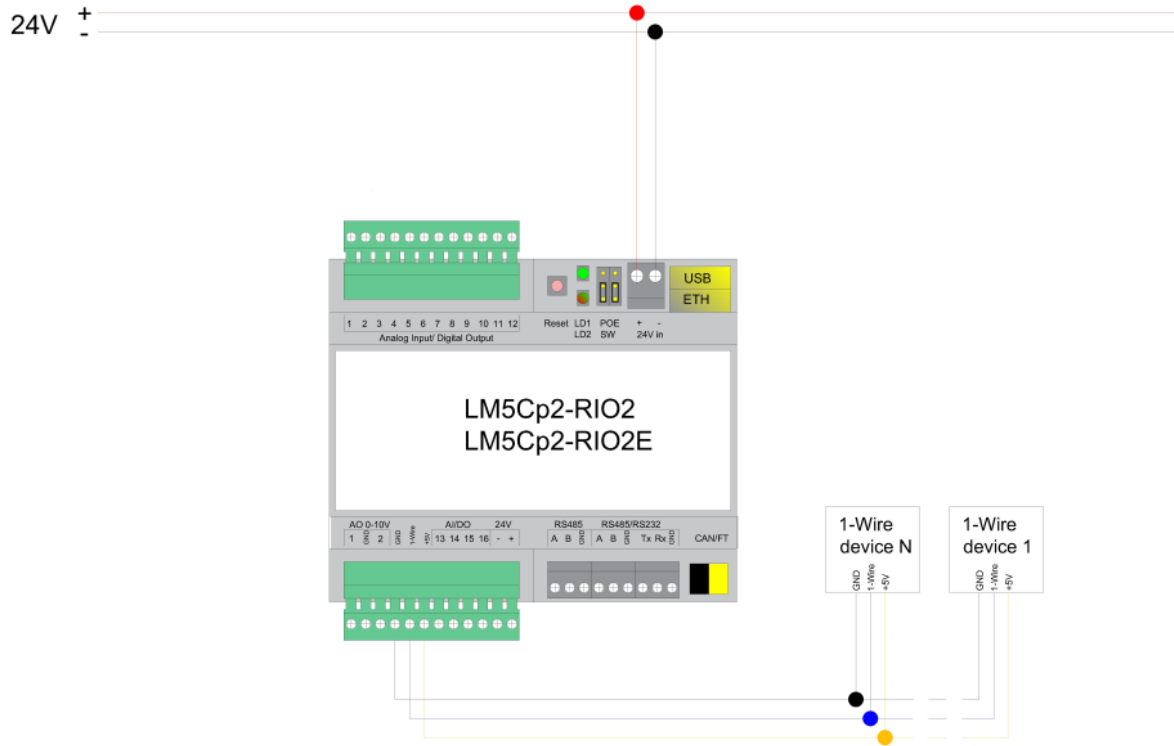 24V + -
USB
ETH
1 2 3 4 5 6 7 8 9 10 11 12
Analog Input/ Digital Output
Reset LD1 POE + -
LD2 SW 24V in
LM5Cp2-RIO2
LM5Cp2-RIO2E
AO 0-10V AI/DO 24V RS485 RS485/RS232
1 GND 2 GND 1-Wire +5V 13 14 15 16 - + A B GND A B GND Tx Rx GND CAN/FT
1-Wire
device N
GND 1-Wire +5V
1-Wire
device 1
GND 1-Wire +5V